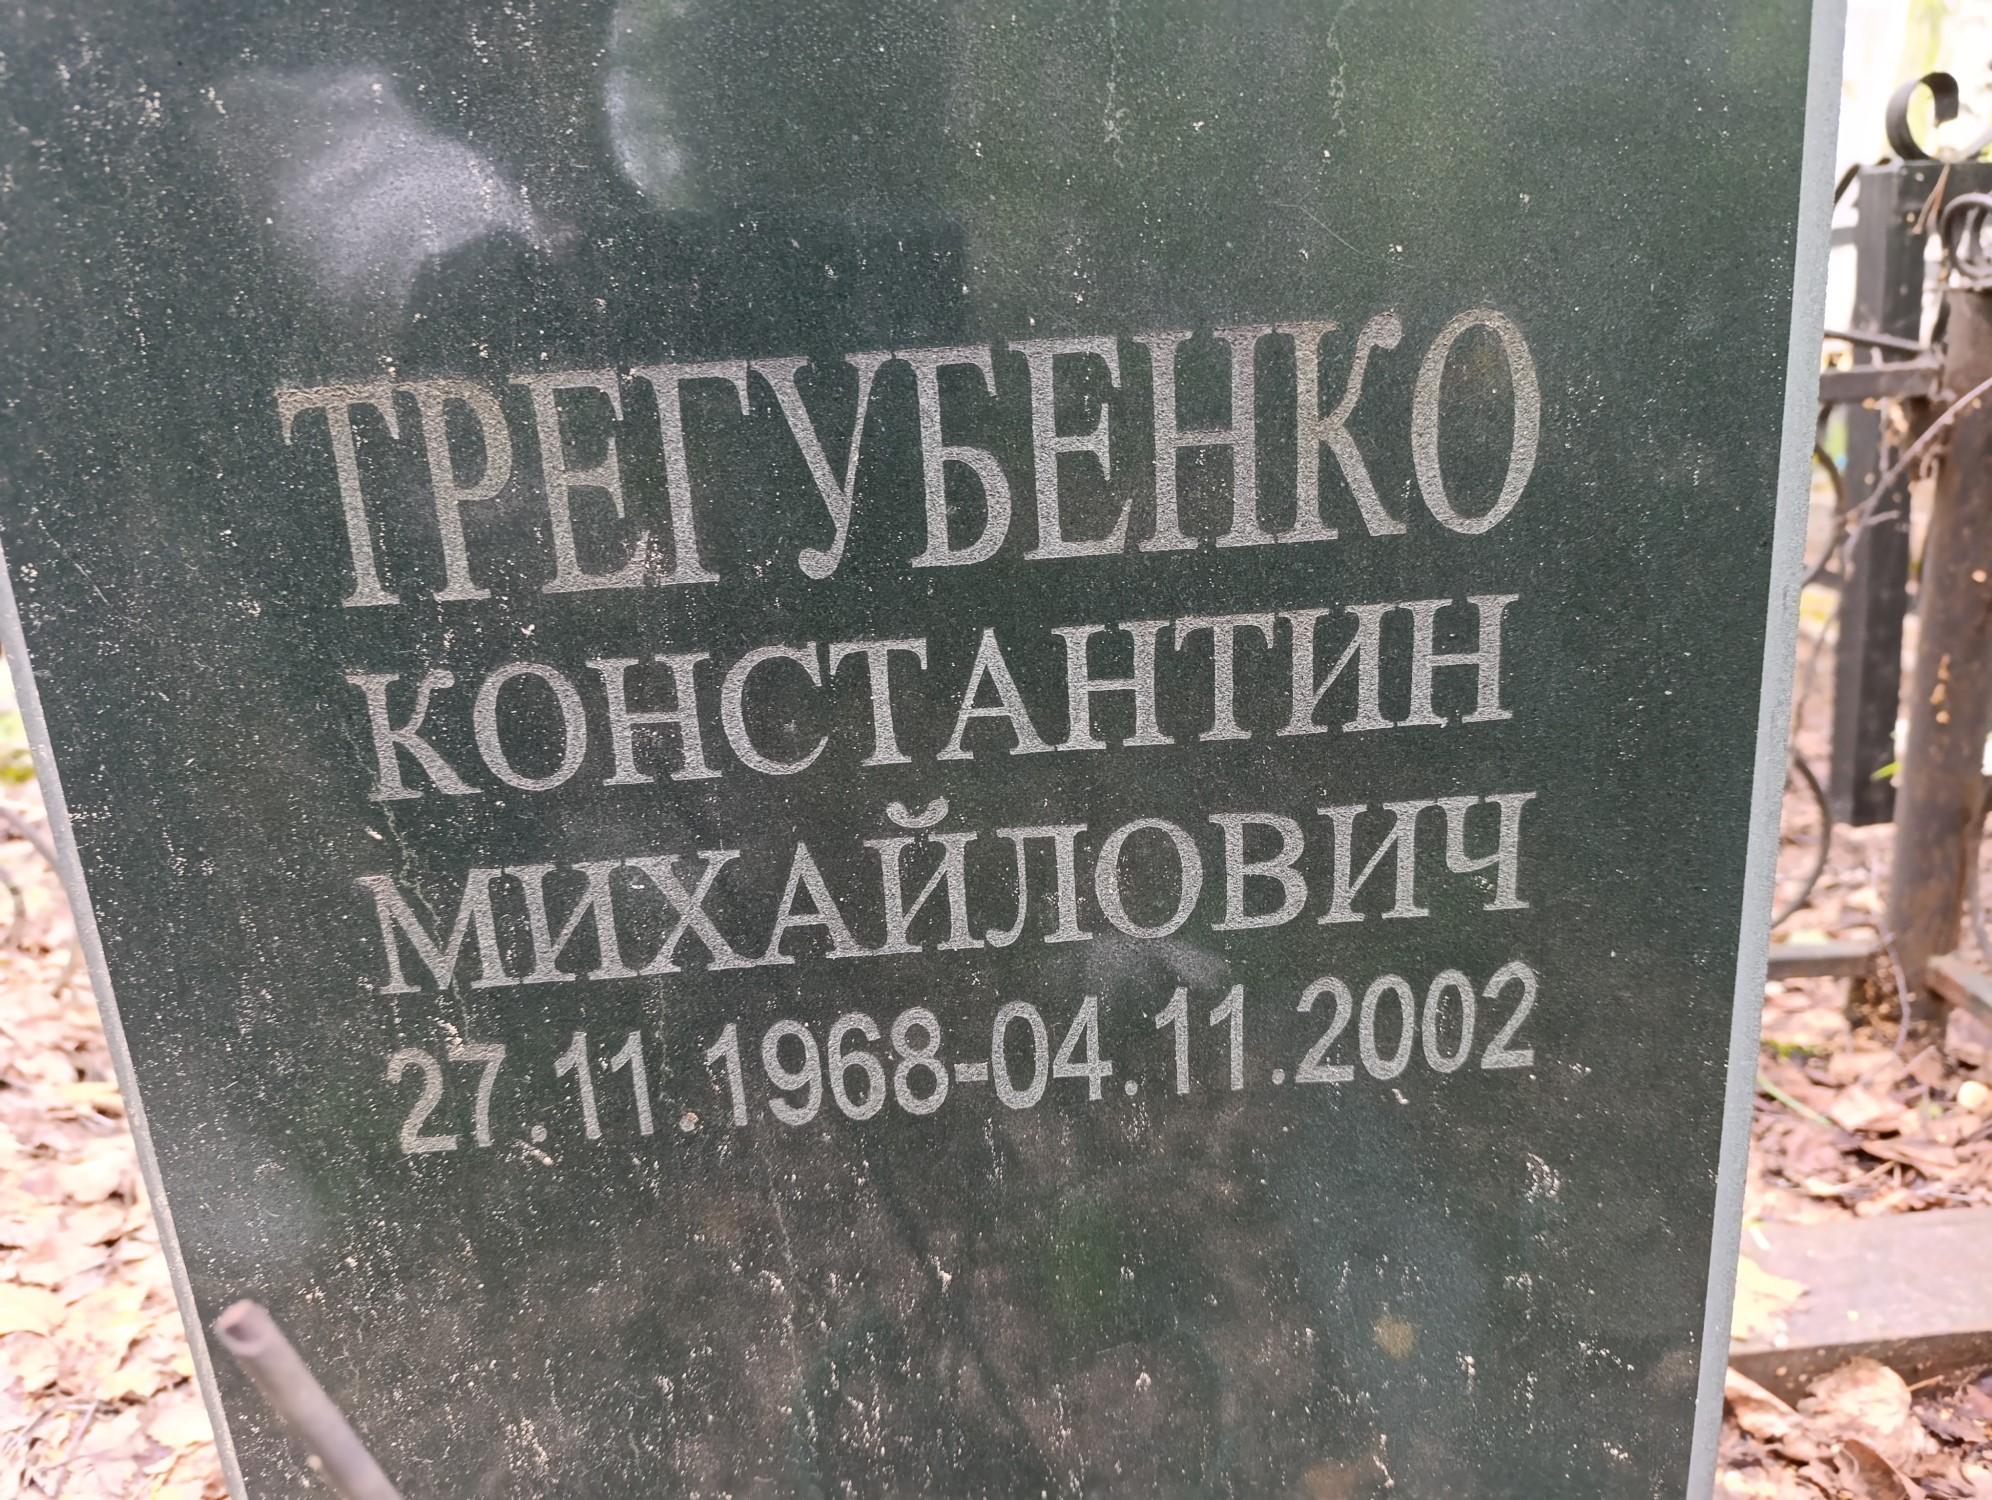 ТРЕГУБЕНКО
КОНСТАНТИН
МИХАЙЛОВИЧ
27.11.1968-04.11.2002